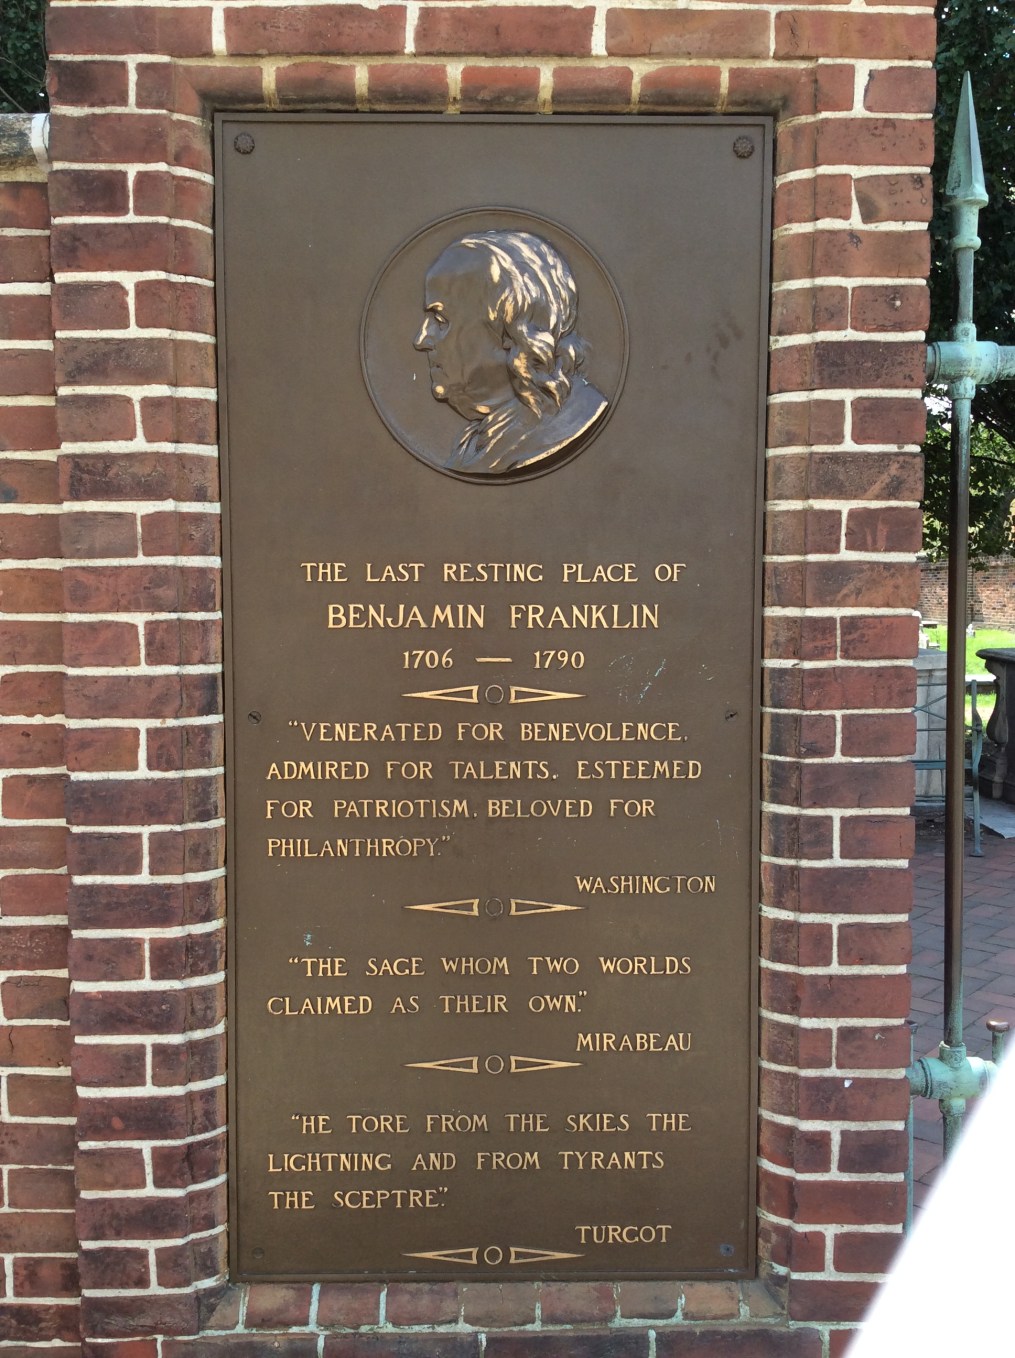 THE LAST RESTING PLACE OF
BENJAMIN FRANKLIN
1706 — 1790
"VENERATED FOR BENEVOLENCE,
ADMIRED FOR TALENTS, ESTEEMED
FOR PATRIOTISM, BELOVED FOR
PHILANTHROPY."
WASHINGTON
"THE SAGE WHOM TWO WORLDS
CLAIMED AS THEIR OWN."
MIRABEAU
"HE TORE FROM THE SKIES THE
LIGHTNING AND FROM TYRANTS
THE SCEPTRE".
TURGOT